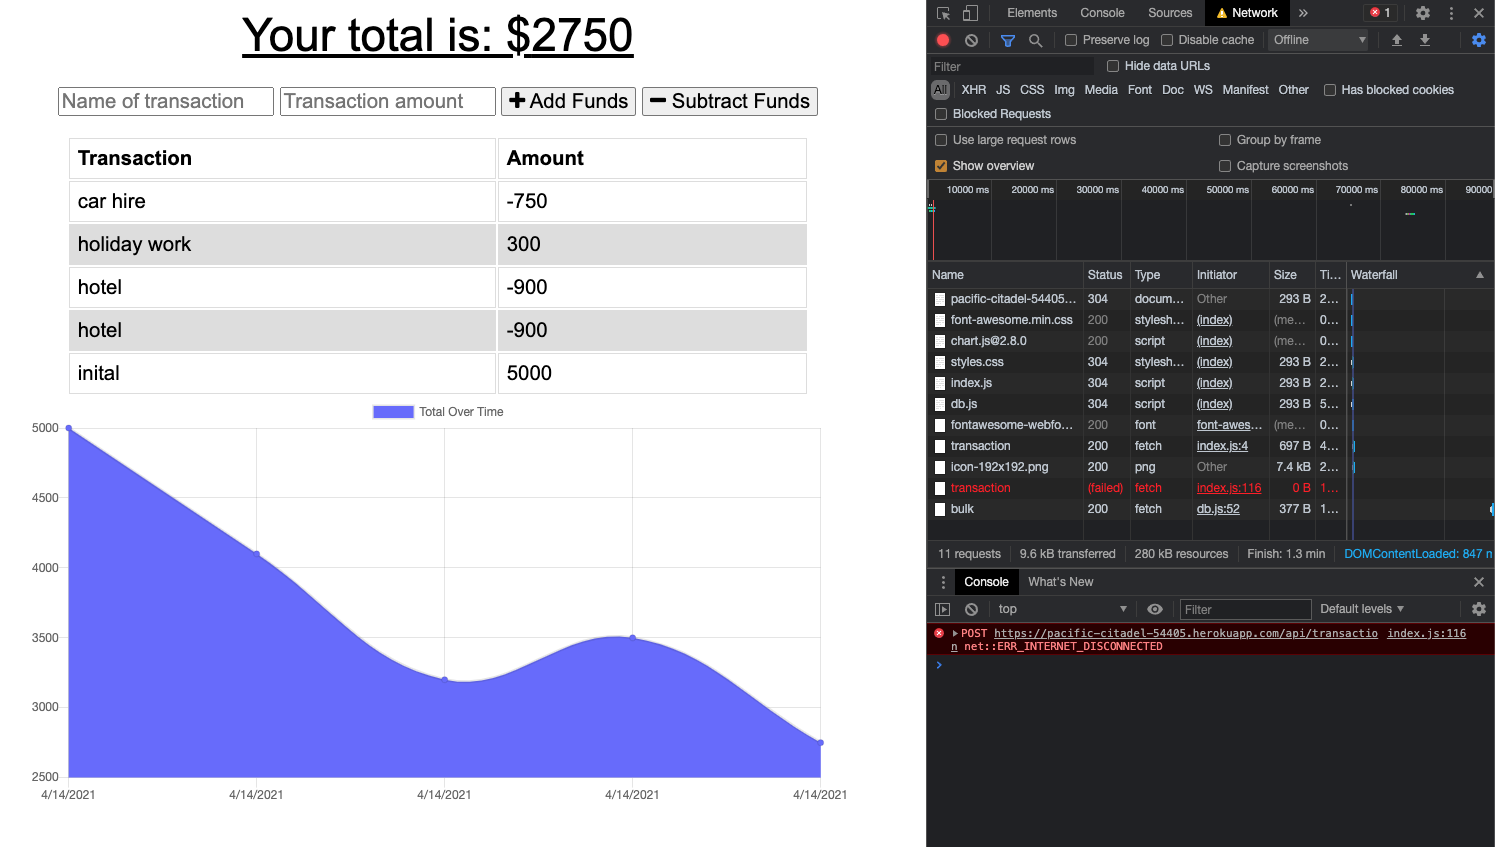 Your total is: $2750
Name of transaction
Transaction amount
Add Funds
Subtract Funds
Transaction Amount
car hire -750
holiday work 300
hotel -900
hotel -900
inital 5000
Total Over Time
5000
4500
4000
3500
3000
2500
4/14/2021 4/14/2021 4/14/2021 4/14/2021 4/14/2021
Elements Console Sources Network » 1
Preserve log Disable cache Offline
Filter Hide data URLs
All XHR JS CSS Img Media Font Doc WS Manifest Other Has blocked cookies
Blocked Requests
Use large request rows Group by frame
Show overview Capture screenshots
10000 ms 20000 ms 30000 ms 40000 ms 50000 ms 60000 ms 70000 ms 80000 ms 90000
Name Status Type Initiator Size Ti... Waterfall
pacific-citadel-54405... 304 docum... Other 293 B 2...
font-awesome.min.css 200 stylesh... (index) (me... 0...
chart.js@2.8.0 200 script (index) (me... 0...
styles.css 304 stylesh... (index) 293 B 2...
index.js 304 script (index) 293 B 2...
db.js 304 script (index) 293 B 5...
fontawesome-webfo... 200 font font-awes... (me... 0...
transaction 200 fetch index.js:4 697 B 4...
icon-192x192.png 200 png Other 7.4 kB 2...
transaction (failed) fetch index.js:116 0 B 1...
bulk 200 fetch db.js:52 377 B 1...
11 requests 9.6 kB transferred 280 kB resources Finish: 1.3 min DOMContentLoaded: 847 m
Console What's New
top Filter Default levels
POST https://pacific-citadel-54405.herokuapp.com/api/transactio index.js:116
n net::ERR_INTERNET_DISCONNECTED